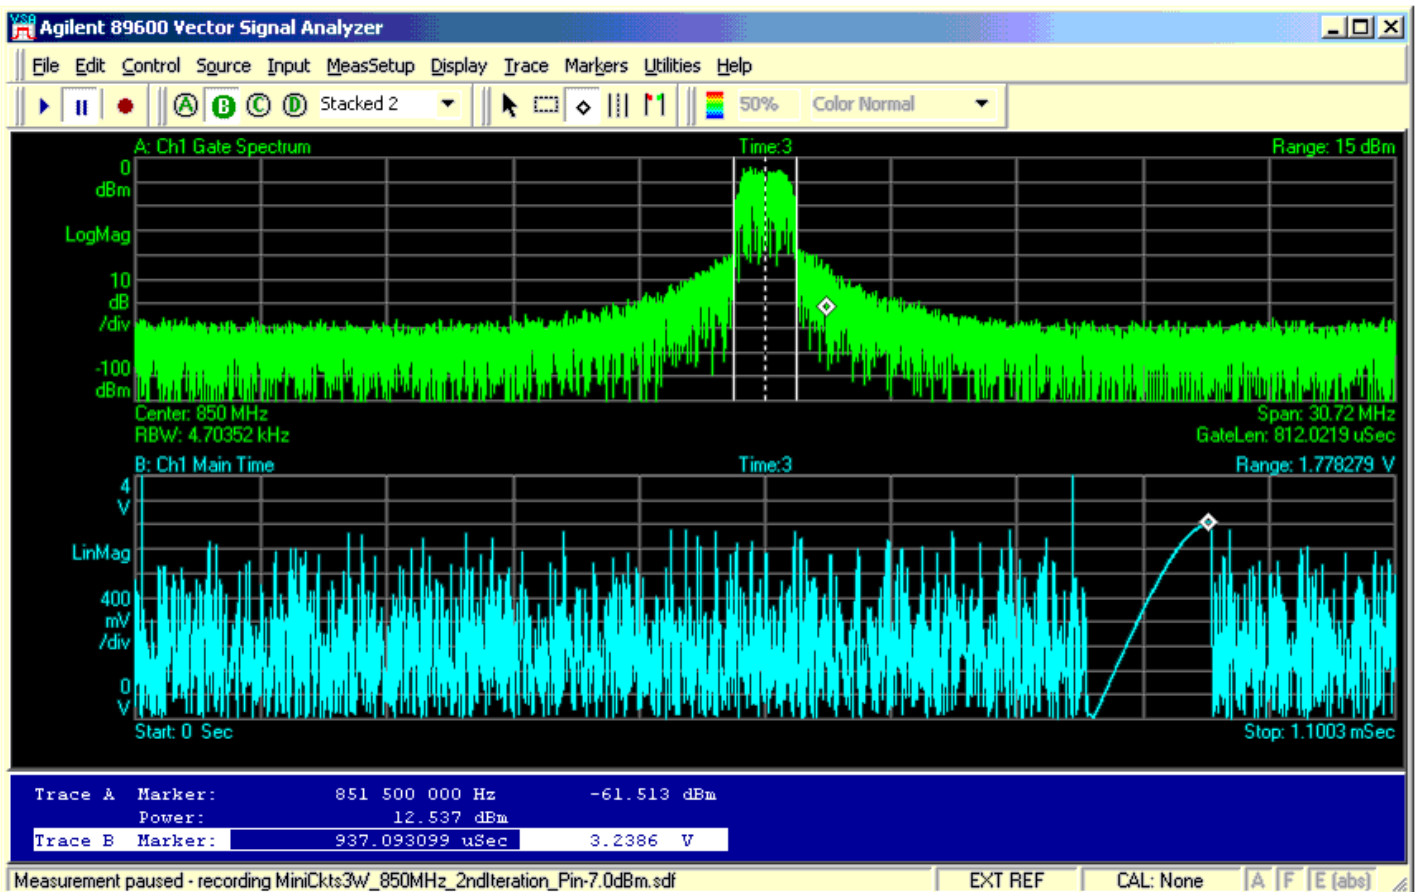 VSA Agilent 89600 Vector Signal Analyzer
File Edit Control Source Input MeasSetup Display Trace Markers Utilities Help
A B C D Stacked 2 50% Color Normal
A: Ch1 Gate Spectrum Time:3 Range: 15 dBm
0
dBm
LogMag
10
dB
/div
-100
dBm
Center: 850 MHz Span: 30.72 MHz
RBW: 4.70352 kHz GateLen: 812.0219 uSec
B: Ch1 Main Time Time:3 Range: 1.778279 V
4
V
LinMag
400
mV
/div
0
V
Start: 0 Sec Stop: 1.1003 mSec
Trace A Marker: 851 500 000 Hz -61.513 dBm
Power: 12.537 dBm
Trace B Marker: 937.093099 uSec 3.2386 V
Measurement paused - recording MiniCkts3W_850MHz_2ndIteration_Pin-7.0dBm.sdf EXT REF CAL: None A F E (abs)